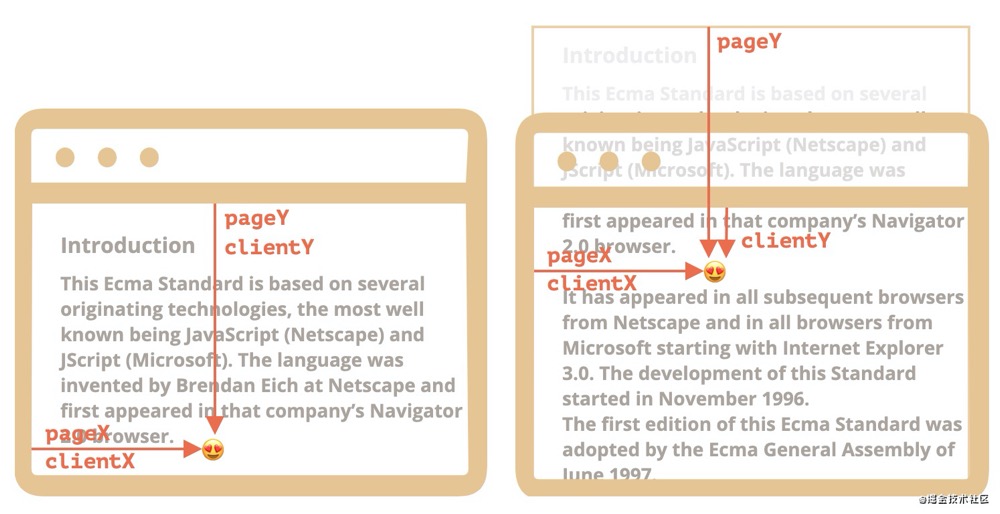 pageY
clientY
Introduction
This Ecma Standard is based on several
originating technologies, the most well
known being JavaScript (Netscape) and
JScript (Microsoft). The language was
invented by Brendan Eich at Netscape and
first appeared in that company’s Navigator
2.0 browser.
pageX
clientX
pageY
Introduction
This Ecma Standard is based on several
known being JavaScript (Netscape) and
JScript (Microsoft). The language was
first appeared in that company’s Navigator
2.0 browser.
clientY
pageX
clientX
It has appeared in all subsequent browsers
from Netscape and in all browsers from
Microsoft starting with Internet Explorer
3.0. The development of this Standard
started in November 1996.
The first edition of this Ecma Standard was
adopted by the Ecma General Assembly of
June 1997.
@掘金技术社区